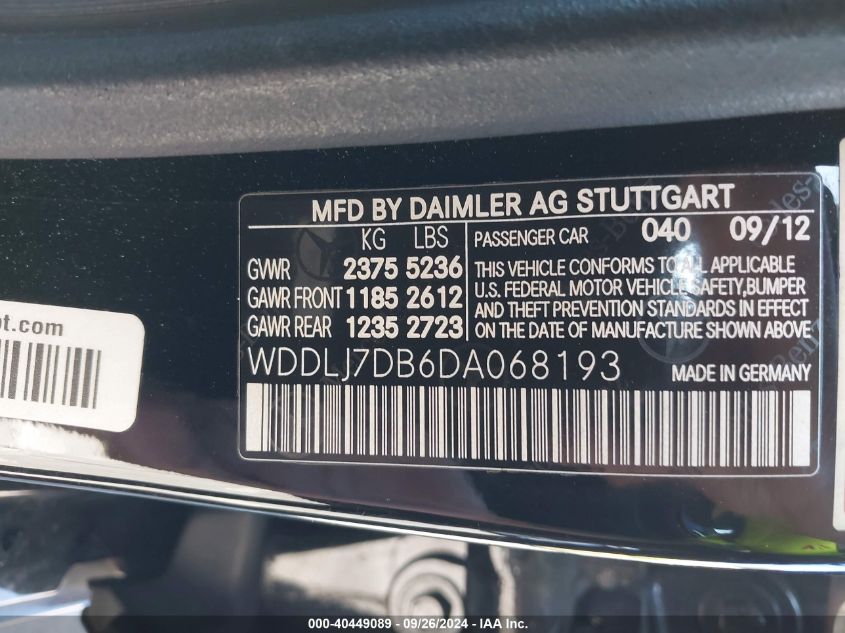 MFD BY DAIMLER AG STUTTGART
KG LBS
GVWR 2375 5236
GAWR FRONT 1185 2612
GAWR REAR 1235 2723
PASSENGER CAR 040 09/12
THIS VEHICLE CONFORMS TO ALL APPLICABLE
U.S. FEDERAL MOTOR VEHICLE SAFETY,BUMPER
AND THEFT PREVENTION STANDARDS IN EFFECT
ON THE DATE OF MANUFACTURE SHOWN ABOVE
WDDLJ7DB6DA068193 MADE IN GERMANY
pt.com
000-40449089 - 09/26/2024 - IAA Inc.